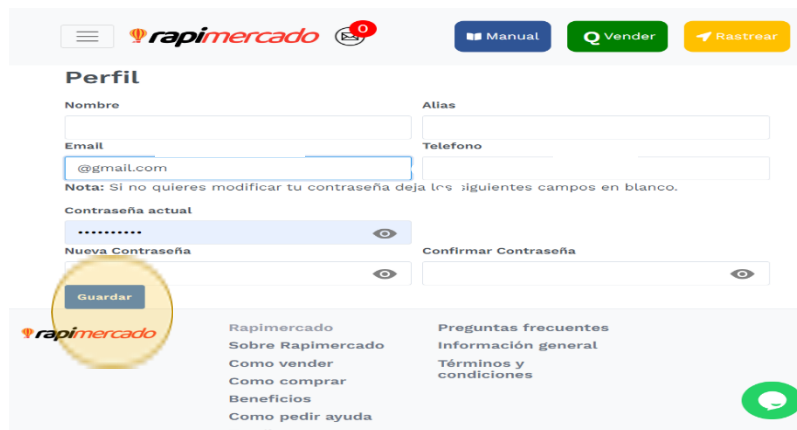 rapimercado 0 Manual Q Vender Rastrear
Perfil
Nombre Alias
Email Telefono
@gmail.com
Nota: Si no quieres modificar tu contraseña deja los siguientes campos en blanco.
Contraseña actual
••••••••••
Nueva Contraseña Confirmar Contraseña
Guardar
rapimercado Rapimercado Preguntas frecuentes
Sobre Rapimercado Información general
Como vender Términos y
condiciones
Como comprar
Beneficios
Como pedir ayuda